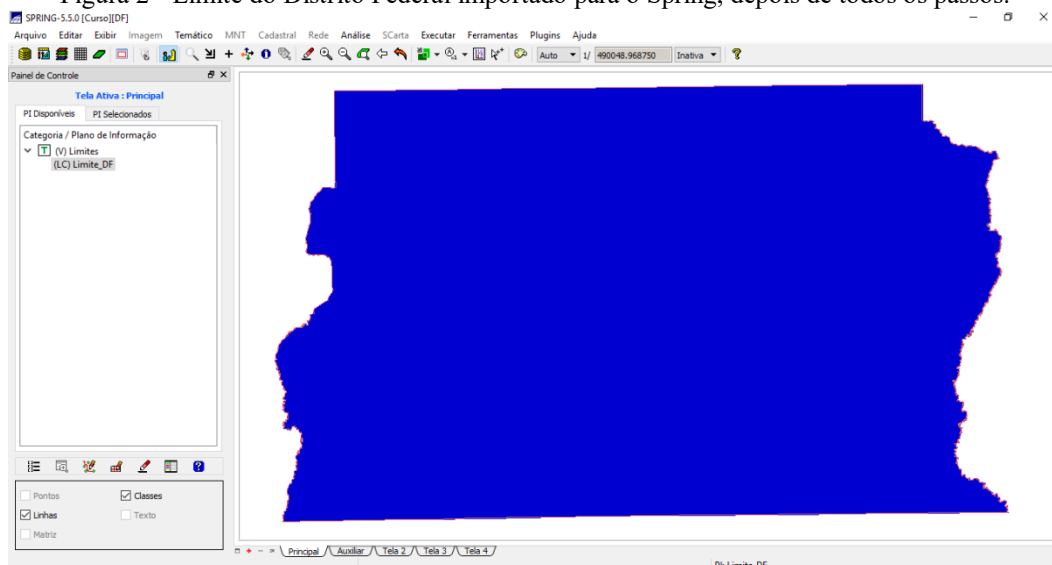 Figura 2 - Limite do Distrito Federal importado para o Spring, depois de todos os passos.
SPRING-5.5.0 [Curso][DF]
Arquivo Editar Exibir Imagem Temático MNT Cadastral Rede Análise SCarta Executar Ferramentas Plugins Ajuda
Auto 1/ 490048.968750 Inativa
Painel de Controle
Tela Ativa : Principal
PI Disponíveis PI Selecionados
Categoria / Plano de Informação
T (V) Limites
(LC) Limite_DF
Pontos Classes
Linhas Texto
Matriz
Principal Auxiliar Tela 2 Tela 3 Tela 4